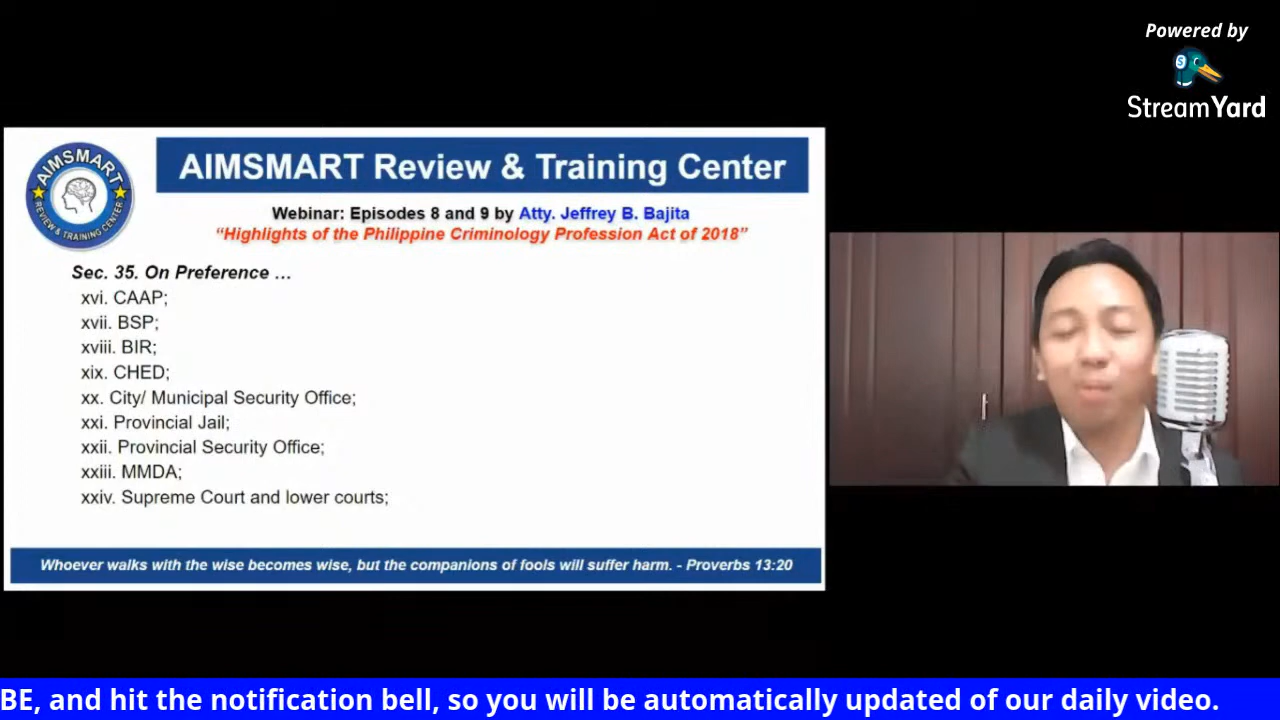 Powered by
StreamYard
AIMSMART
REVIEW & TRAINING CENTER
AIMSMART Review & Training Center
Webinar: Episodes 8 and 9 by Atty. Jeffrey B. Bajita
“Highlights of the Philippine Criminology Profession Act of 2018”
Sec. 35. On Preference …
xvi. CAAP;
xvii. BSP;
xviii. BIR;
xix. CHED;
xx. City/ Municipal Security Office;
xxi. Provincial Jail;
xxii. Provincial Security Office;
xxiii. MMDA;
xxiv. Supreme Court and lower courts;
Whoever walks with the wise becomes wise, but the companions of fools will suffer harm. - Proverbs 13:20
BE, and hit the notification bell, so you will be automatically updated of our daily video.